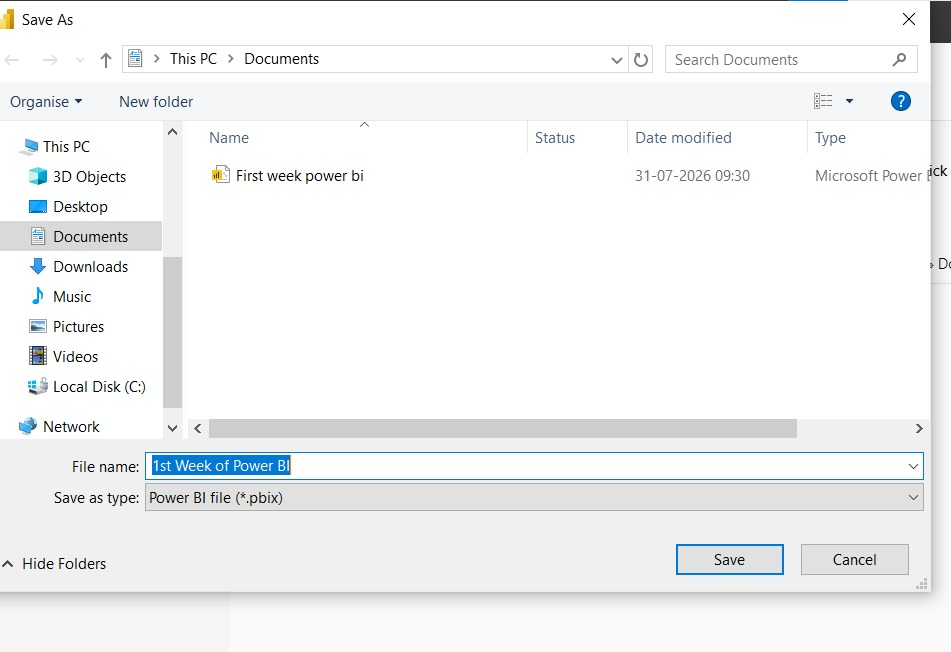 Save As
This PC > Documents
Search Documents
Organise
New folder
?
Name
Status
Date modified
Type
This PC
3D Objects
Desktop
Documents
Downloads
Music
Pictures
Videos
Local Disk (C:)
Network
First week power bi
31-07-2026 09:30
Microsoft Power
File name:
1st Week of Power BI
Save as type:
Power BI file (*.pbix)
Hide Folders
Save
Cancel